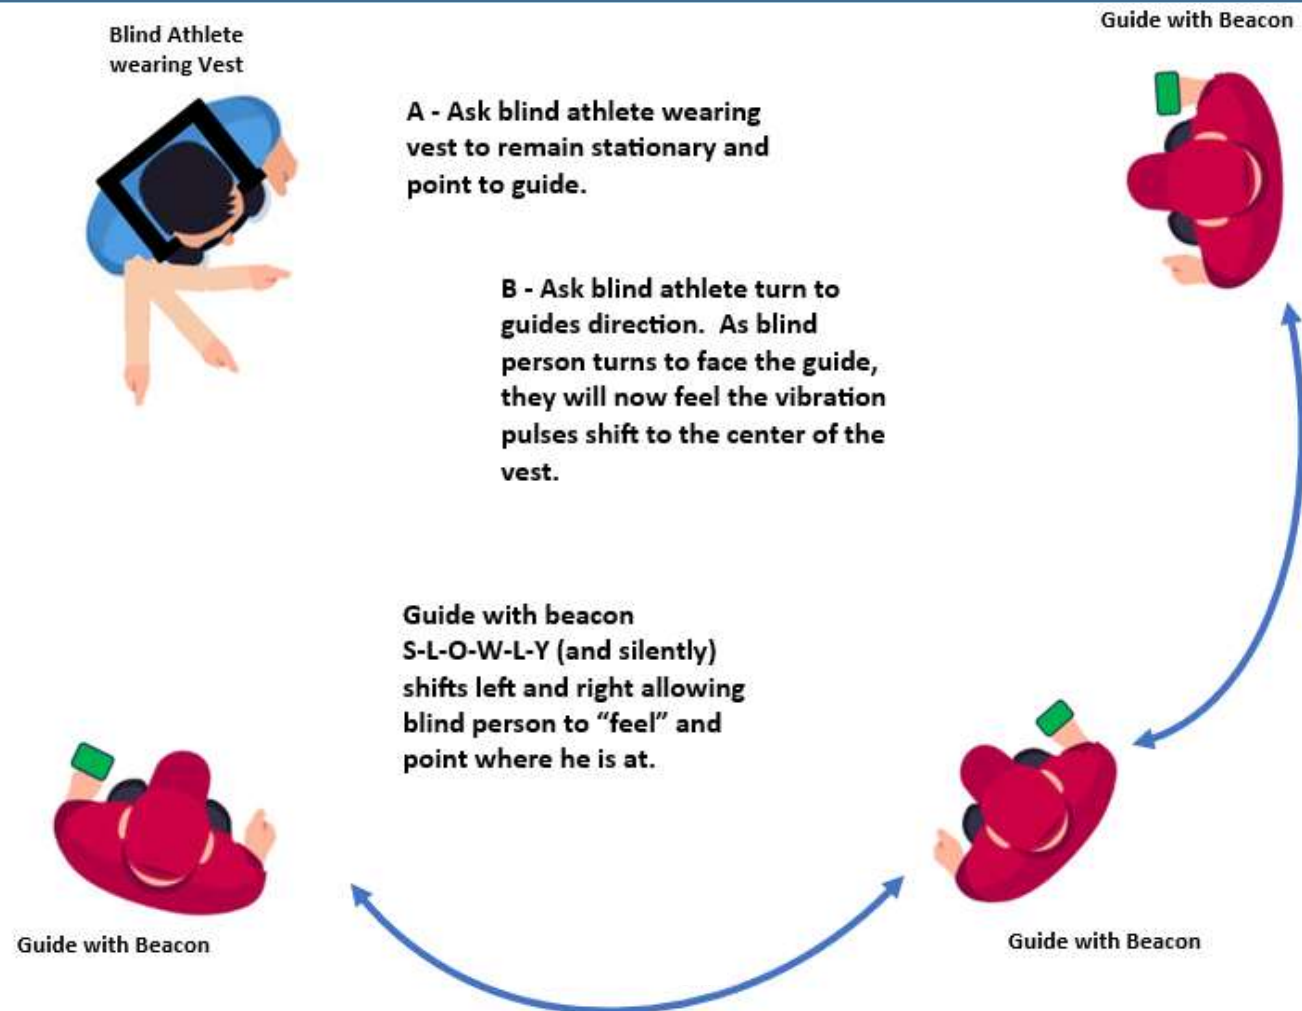 Blind Athlete
wearing Vest
Guide with Beacon
A - Ask blind athlete wearing
vest to remain stationary and
point to guide.
B - Ask blind athlete turn to
guides direction.  As blind
person turns to face the guide,
they will now feel the vibration
pulses shift to the center of the
vest.
Guide with beacon
S-L-O-W-L-Y (and silently)
shifts left and right allowing
blind person to “feel” and
point where he is at.
Guide with Beacon
Guide with Beacon